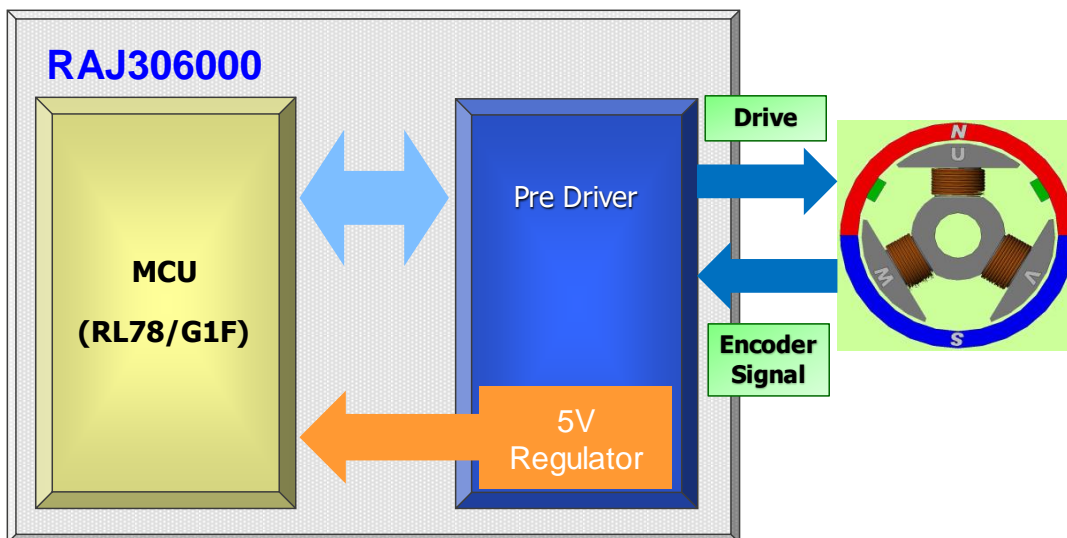 RAJ306000
MCU
(RL78/G1F)
Pre Driver
5V
Regulator
Drive
Encoder
Signal
N
U
W
V
S